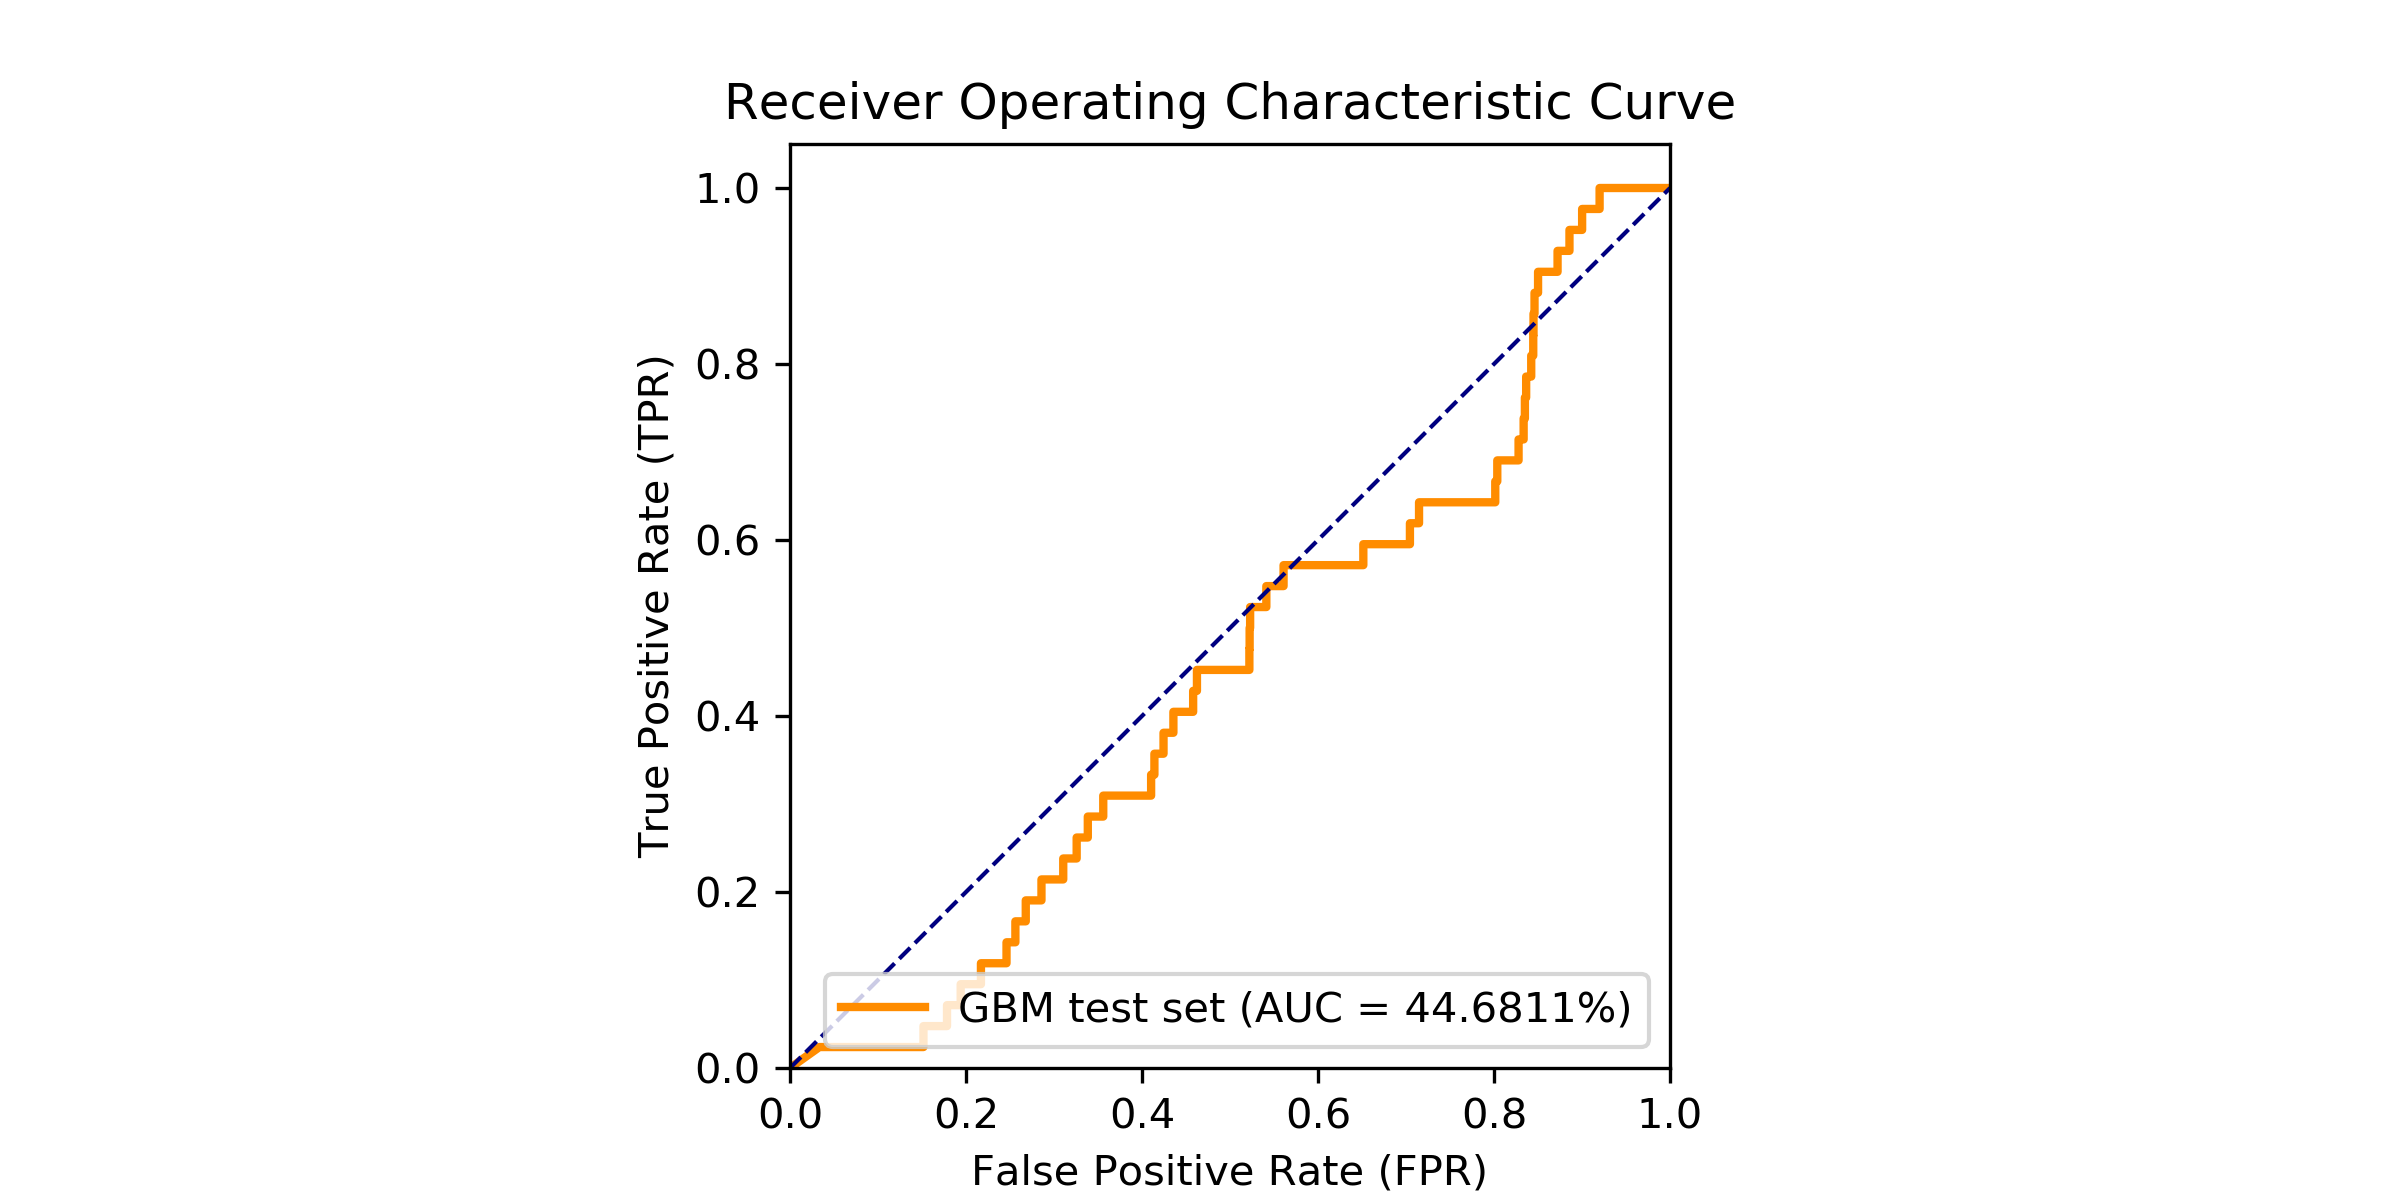 Receiver Operating Characteristic Curve
1.0
0.8
0.6
0.4
0.2
0.0
True Positive Rate (TPR)
GBM test set (AUC = 44.6811%)
0.0 0.2 0.4 0.6 0.8 1.0
False Positive Rate (FPR)